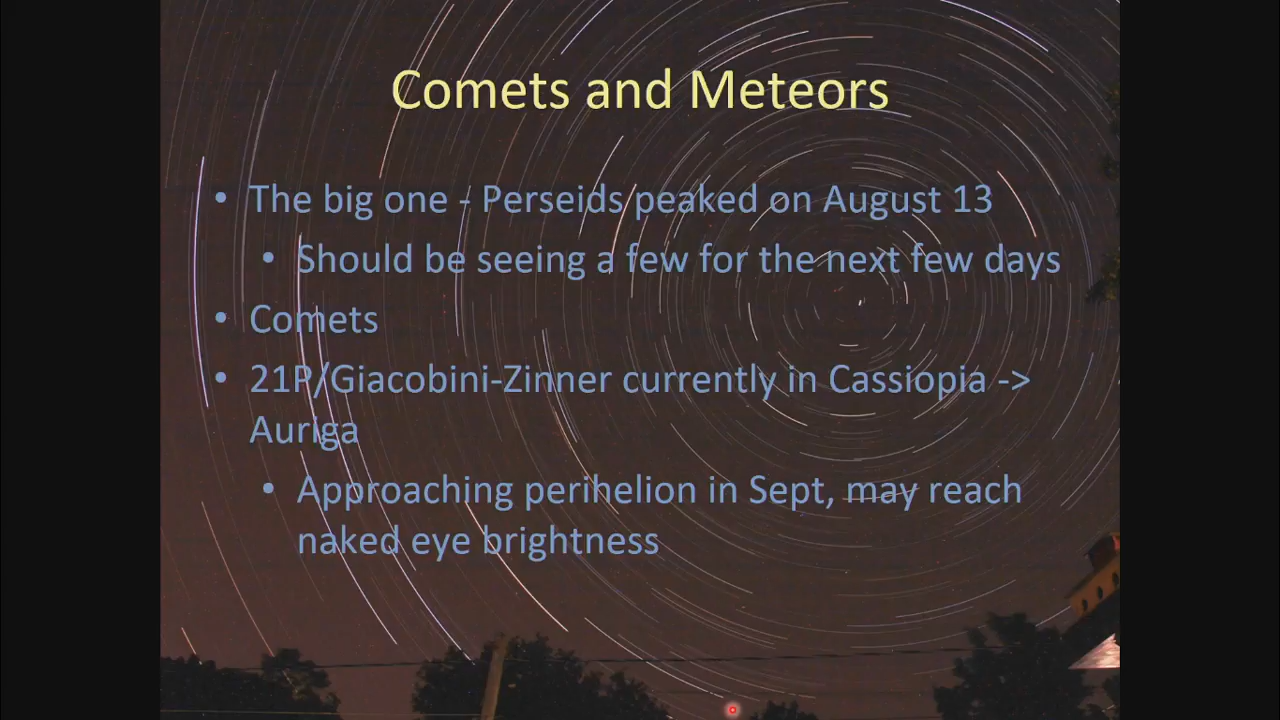 Comets and Meteors
• The big one - Perseids peaked on August 13
• Should be seeing a few for the next few days
• Comets
• 21P/Giacobini-Zinner currently in Cassiopia ->
Auriga
• Approaching perihelion in Sept, may reach
naked eye brightness